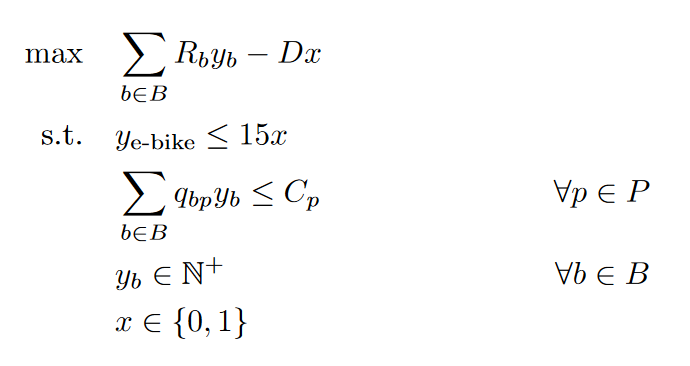 max ∑_{b∈B} R_b y_b − Dx
s.t. y_{e-bike} ≤ 15x
∑_{b∈B} q_{bp} y_b ≤ C_p ∀p ∈ P
y_b ∈ ℕ⁺ ∀b ∈ B
x ∈ {0, 1}